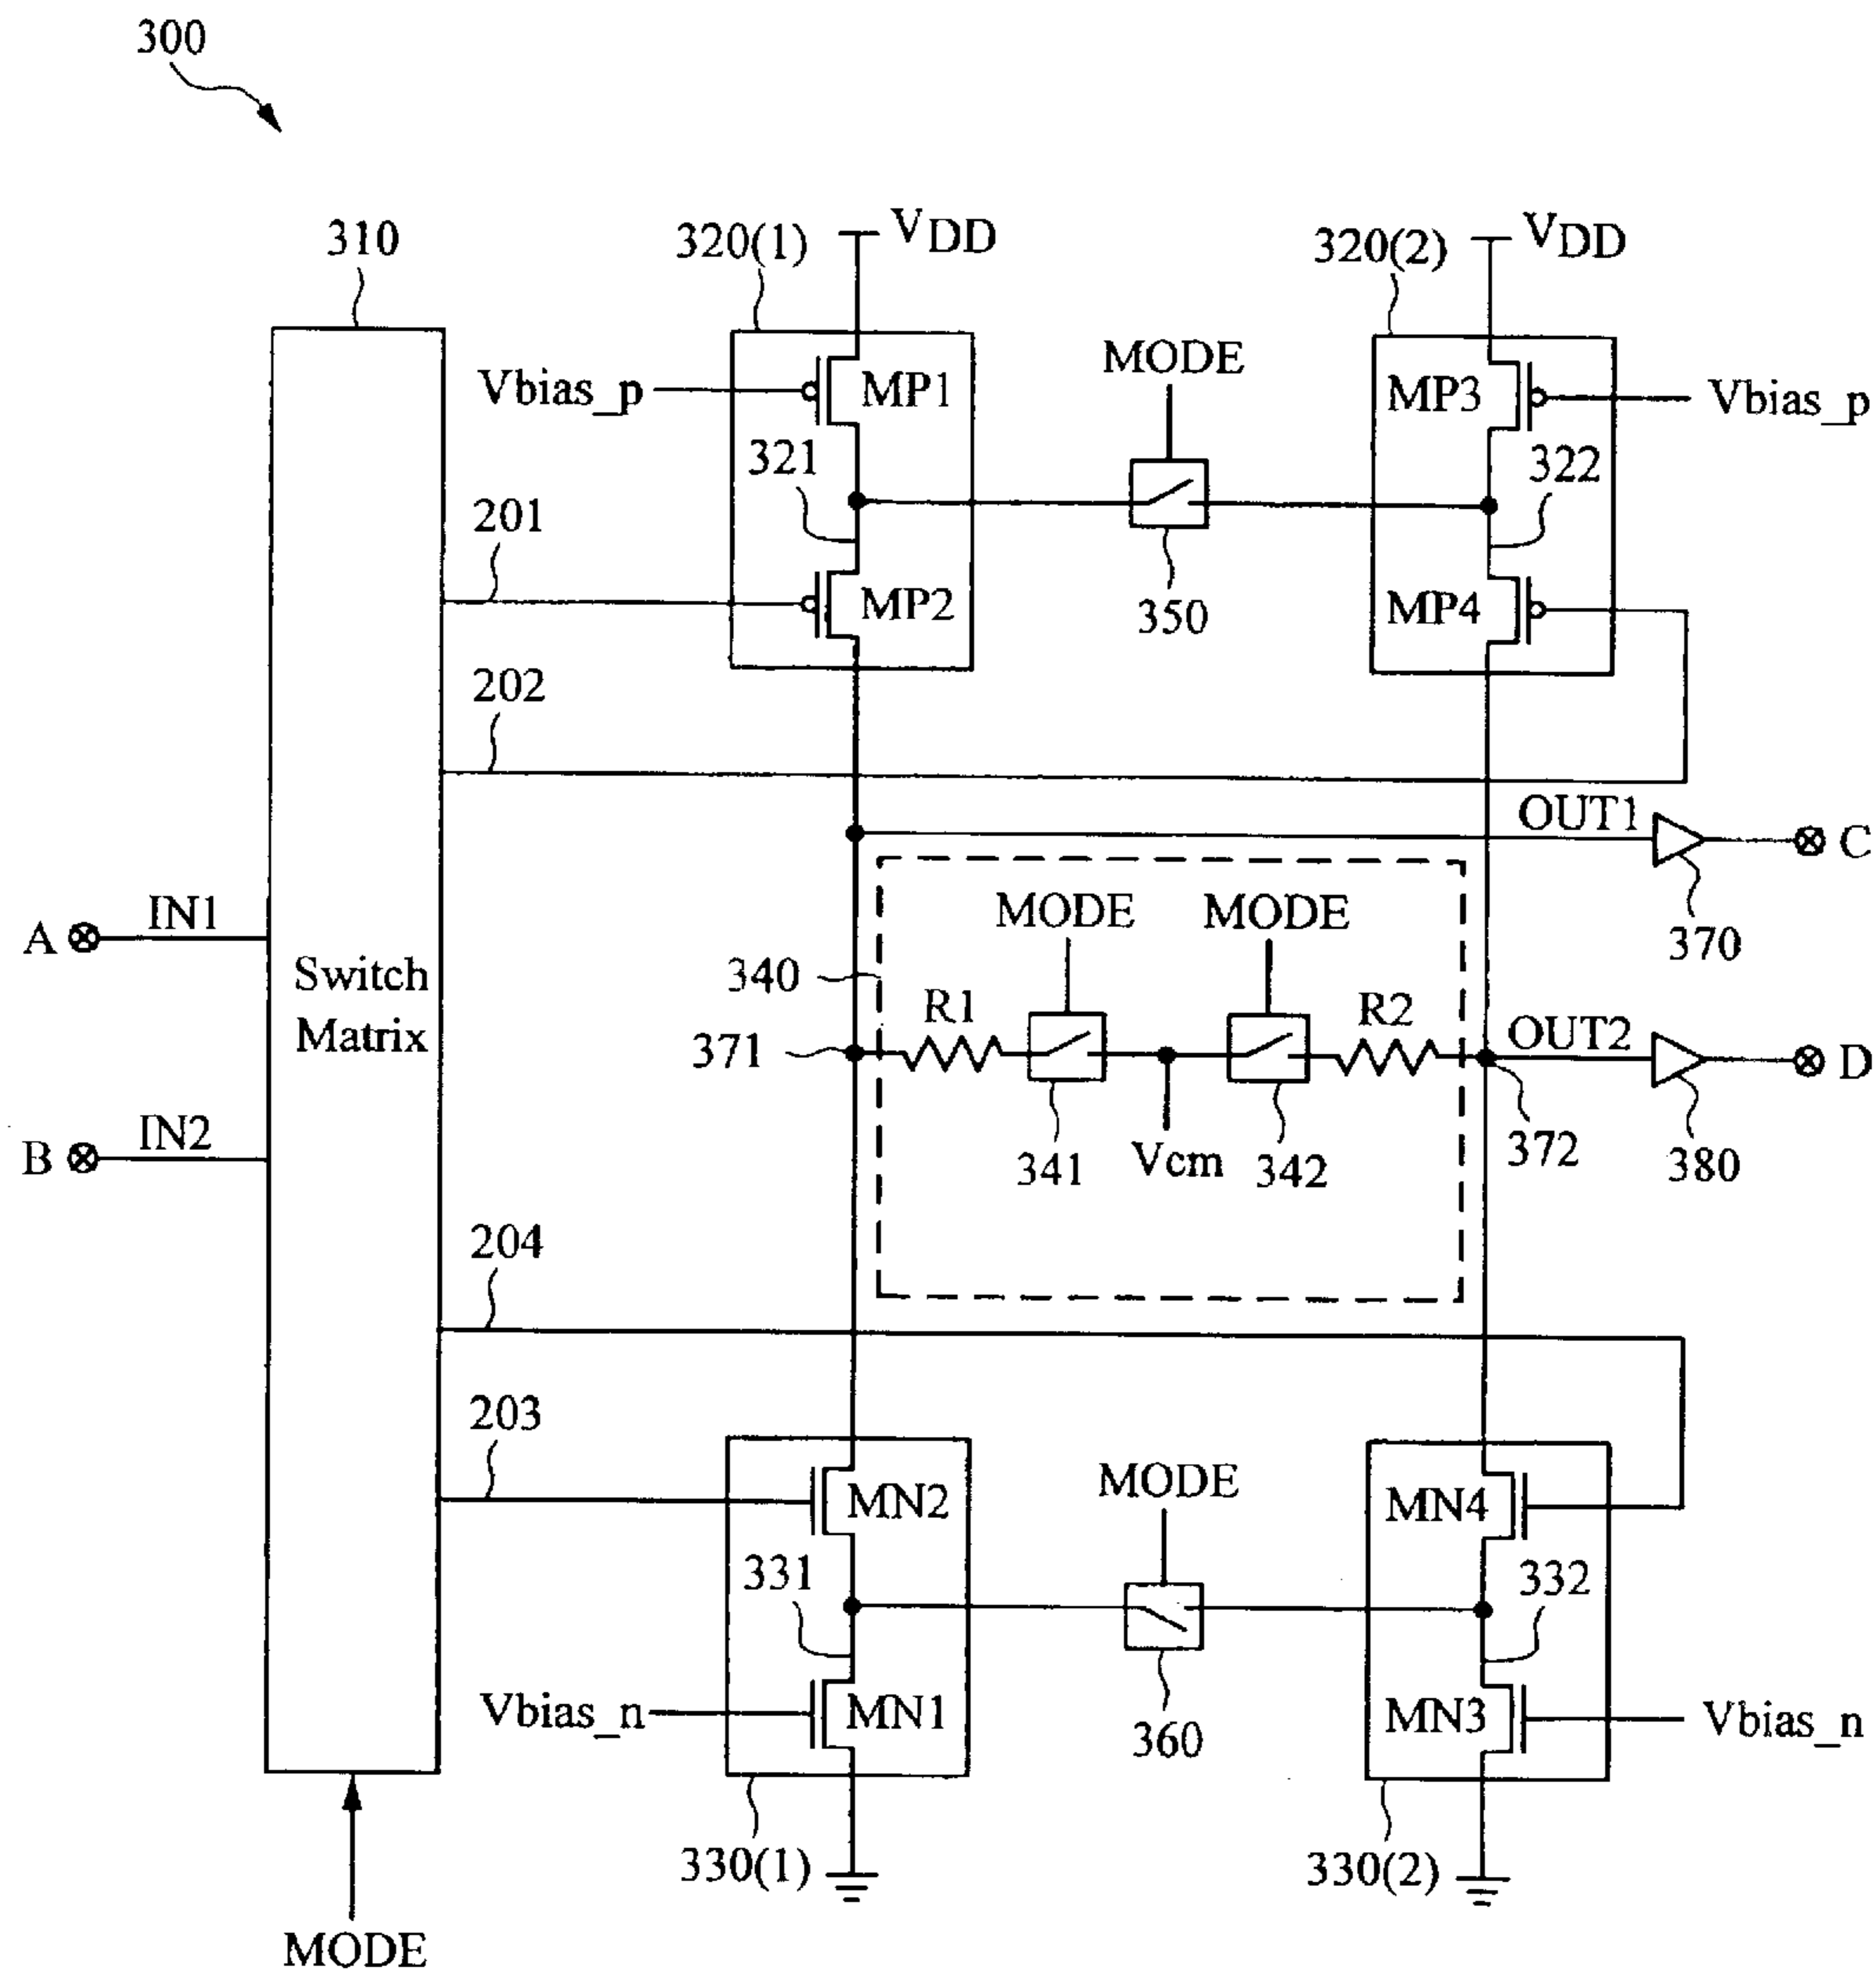 300
310
320(1)
VDD
320(2)
VDD
MODE
Vbias_p
MP1
MP3
Vbias_p
321
322
201
MP2
350
MP4
202
OUT1
C
A
IN1
MODE
MODE
370
340
Switch
Matrix
R1
R2
371
OUT2
D
B
IN2
341
Vcm
342
372
380
204
203
MN2
MODE
MN4
331
332
Vbias_n
MN1
360
MN3
Vbias_n
330(1)
330(2)
MODE